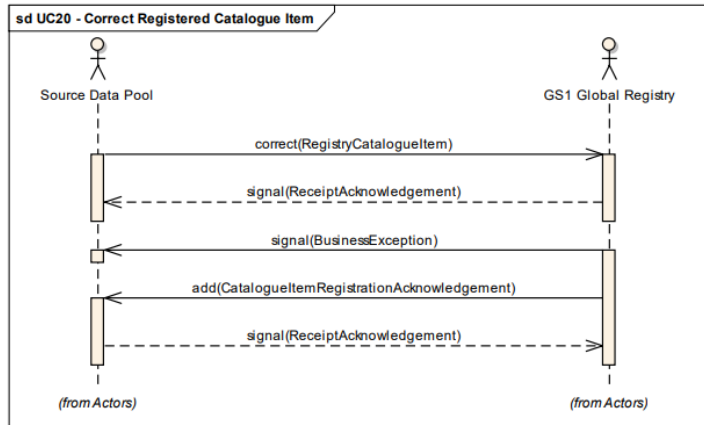 sd UC20 - Correct Registered Catalogue Item
Source Data Pool
GS1 Global Registry
correct(RegistryCatalogueItem)
signal(ReceiptAcknowledgement)
signal(BusinessException)
add(CatalogueItemRegistrationAcknowledgement)
signal(ReceiptAcknowledgement)
(from Actors)
(from Actors)